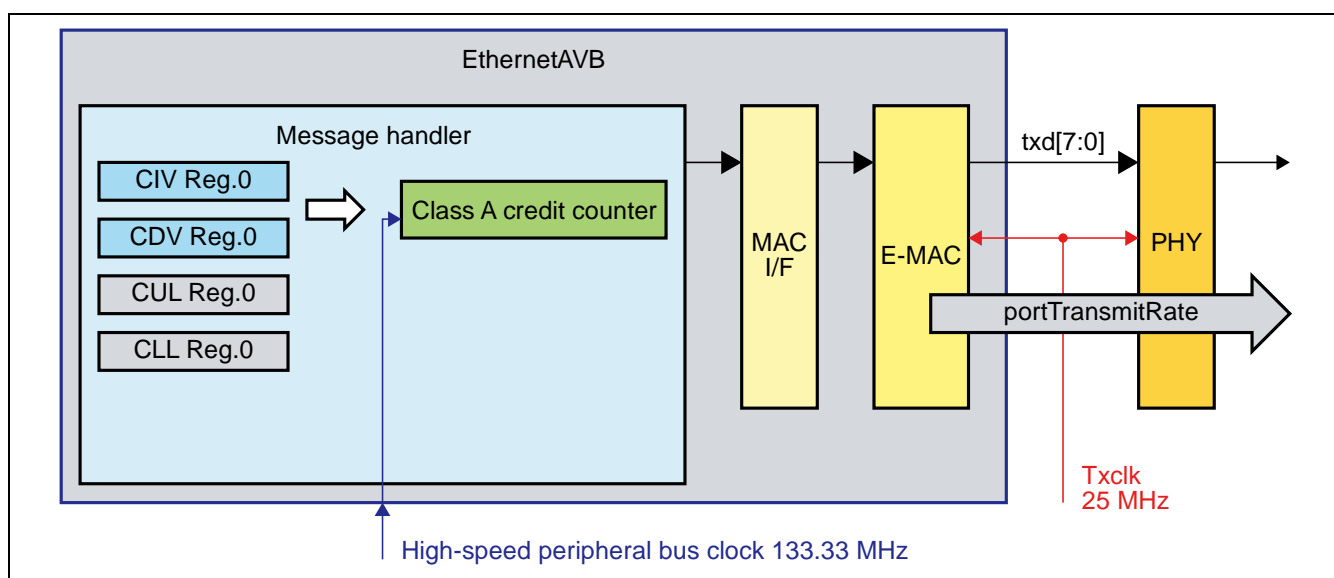 EthernetAVB
Message handler
CIV Reg.0
CDV Reg.0
CUL Reg.0
CLL Reg.0
Class A credit counter
MAC
I/F
E-MAC
txd[7:0]
PHY
portTransmitRate
Txclk
25 MHz
High-speed peripheral bus clock 133.33 MHz